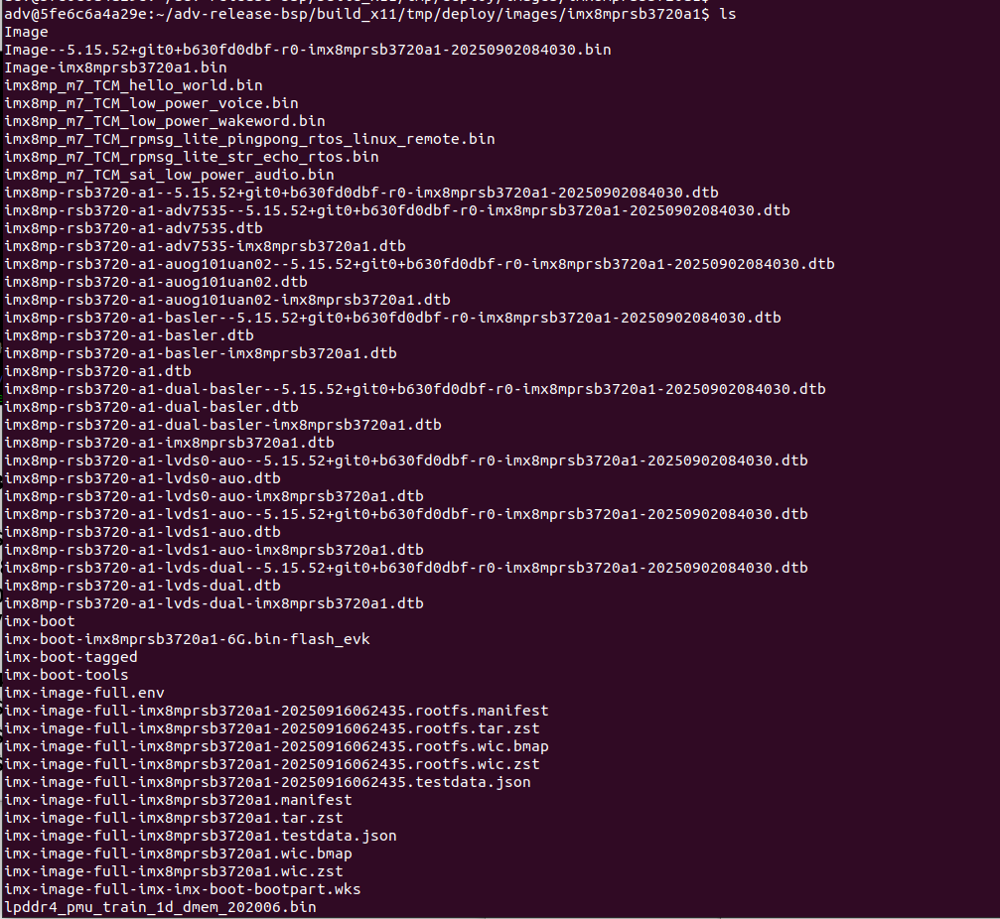 adv@5fe6c6a4a29e:~/adv-release-bsp/build_x11/tmp/deploy/images/imx8mprsb3720a1$ ls
Image
Image--5.15.52+git0+b630fd0dbf-r0-imx8mprsb3720a1-20250902084030.bin
Image-imx8mprsb3720a1.bin
imx8mp_m7_TCM_hello_world.bin
imx8mp_m7_TCM_low_power_voice.bin
imx8mp_m7_TCM_low_power_wakeword.bin
imx8mp_m7_TCM_rpmsg_lite_pingpong_rtos_linux_remote.bin
imx8mp_m7_TCM_rpmsg_lite_str_echo_rtos.bin
imx8mp_m7_TCM_sai_low_power_audio.bin
imx8mp-rsb3720-a1--5.15.52+git0+b630fd0dbf-r0-imx8mprsb3720a1-20250902084030.dtb
imx8mp-rsb3720-a1-adv7535--5.15.52+git0+b630fd0dbf-r0-imx8mprsb3720a1-20250902084030.dtb
imx8mp-rsb3720-a1-adv7535.dtb
imx8mp-rsb3720-a1-adv7535-imx8mprsb3720a1.dtb
imx8mp-rsb3720-a1-auog101uan02--5.15.52+git0+b630fd0dbf-r0-imx8mprsb3720a1-20250902084030.dtb
imx8mp-rsb3720-a1-auog101uan02.dtb
imx8mp-rsb3720-a1-auog101uan02-imx8mprsb3720a1.dtb
imx8mp-rsb3720-a1-basler--5.15.52+git0+b630fd0dbf-r0-imx8mprsb3720a1-20250902084030.dtb
imx8mp-rsb3720-a1-basler.dtb
imx8mp-rsb3720-a1-basler-imx8mprsb3720a1.dtb
imx8mp-rsb3720-a1.dtb
imx8mp-rsb3720-a1-dual-basler--5.15.52+git0+b630fd0dbf-r0-imx8mprsb3720a1-20250902084030.dtb
imx8mp-rsb3720-a1-dual-basler.dtb
imx8mp-rsb3720-a1-dual-basler-imx8mprsb3720a1.dtb
imx8mp-rsb3720-a1-imx8mprsb3720a1.dtb
imx8mp-rsb3720-a1-lvds0-auo--5.15.52+git0+b630fd0dbf-r0-imx8mprsb3720a1-20250902084030.dtb
imx8mp-rsb3720-a1-lvds0-auo.dtb
imx8mp-rsb3720-a1-lvds0-auo-imx8mprsb3720a1.dtb
imx8mp-rsb3720-a1-lvds1-auo--5.15.52+git0+b630fd0dbf-r0-imx8mprsb3720a1-20250902084030.dtb
imx8mp-rsb3720-a1-lvds1-auo.dtb
imx8mp-rsb3720-a1-lvds1-auo-imx8mprsb3720a1.dtb
imx8mp-rsb3720-a1-lvds-dual--5.15.52+git0+b630fd0dbf-r0-imx8mprsb3720a1-20250902084030.dtb
imx8mp-rsb3720-a1-lvds-dual.dtb
imx8mp-rsb3720-a1-lvds-dual-imx8mprsb3720a1.dtb
imx-boot
imx-boot-imx8mprsb3720a1-6G.bin-flash_evk
imx-boot-tagged
imx-boot-tools
imx-image-full.env
imx-image-full-imx8mprsb3720a1-20250916062435.rootfs.manifest
imx-image-full-imx8mprsb3720a1-20250916062435.rootfs.tar.zst
imx-image-full-imx8mprsb3720a1-20250916062435.rootfs.wic.bmap
imx-image-full-imx8mprsb3720a1-20250916062435.rootfs.wic.zst
imx-image-full-imx8mprsb3720a1-20250916062435.testdata.json
imx-image-full-imx8mprsb3720a1.manifest
imx-image-full-imx8mprsb3720a1.tar.zst
imx-image-full-imx8mprsb3720a1.testdata.json
imx-image-full-imx8mprsb3720a1.wic.bmap
imx-image-full-imx8mprsb3720a1.wic.zst
imx-image-full-imx-imx-boot-bootpart.wks
lpddr4_pmu_train_1d_dmem_202006.bin